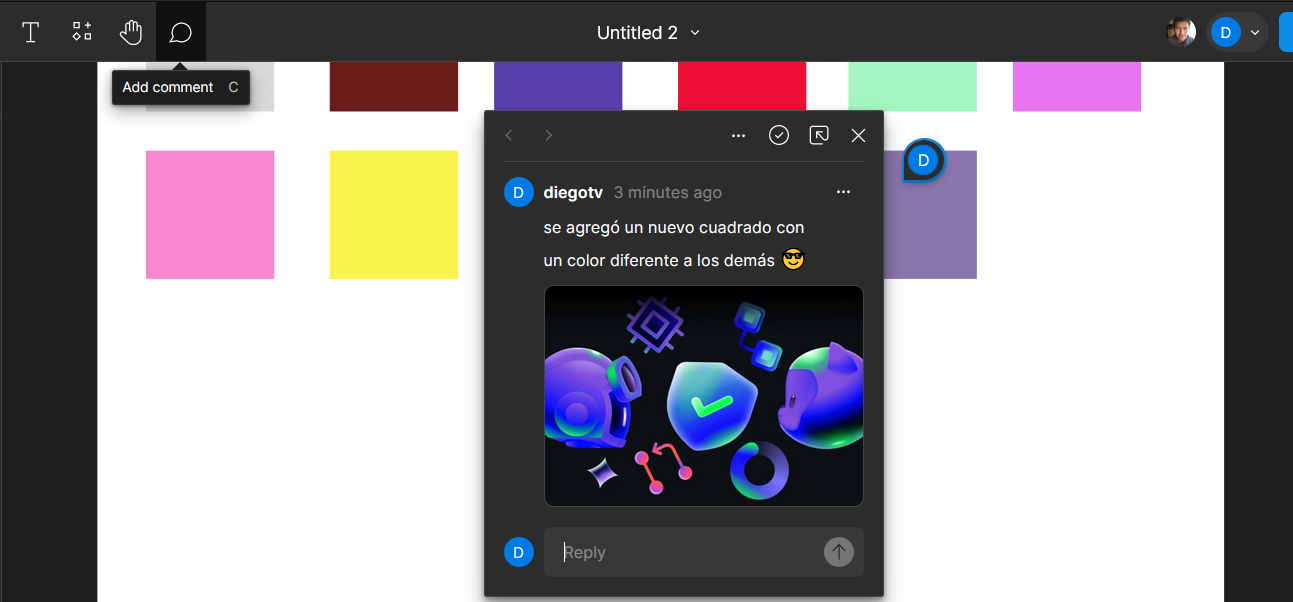 Untitled 2
D
Add comment C
D
D diegotv 3 minutes ago
se agregó un nuevo cuadrado con
un color diferente a los demás 😎
D Reply